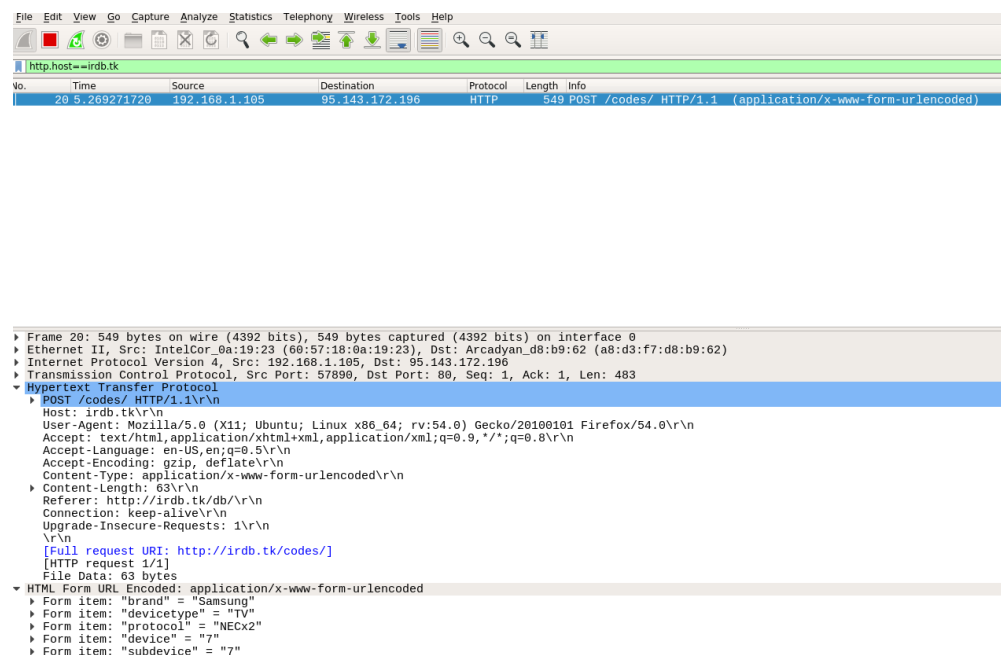 File Edit View Go Capture Analyze Statistics Telephony Wireless Tools Help
http.host==irdb.tk
No. Time Source Destination Protocol Length Info
20 5.269271720 192.168.1.105 95.143.172.196 HTTP 549 POST /codes/ HTTP/1.1 (application/x-www-form-urlencoded)
Frame 20: 549 bytes on wire (4392 bits), 549 bytes captured (4392 bits) on interface 0
Ethernet II, Src: IntelCor_0a:19:23 (60:57:18:0a:19:23), Dst: Arcadyan_d8:b9:62 (a8:d3:f7:d8:b9:62)
Internet Protocol Version 4, Src: 192.168.1.105, Dst: 95.143.172.196
Transmission Control Protocol, Src Port: 57890, Dst Port: 80, Seq: 1, Ack: 1, Len: 483
Hypertext Transfer Protocol
POST /codes/ HTTP/1.1\r\n
Host: irdb.tk\r\n
User-Agent: Mozilla/5.0 (X11; Ubuntu; Linux x86_64; rv:54.0) Gecko/20100101 Firefox/54.0\r\n
Accept: text/html,application/xhtml+xml,application/xml;q=0.9,*/*;q=0.8\r\n
Accept-Language: en-US,en;q=0.5\r\n
Accept-Encoding: gzip, deflate\r\n
Content-Type: application/x-www-form-urlencoded\r\n
Content-Length: 63\r\n
Referer: http://irdb.tk/db/\r\n
Connection: keep-alive\r\n
Upgrade-Insecure-Requests: 1\r\n
\r\n
[Full request URI: http://irdb.tk/codes/]
[HTTP request 1/1]
File Data: 63 bytes
HTML Form URL Encoded: application/x-www-form-urlencoded
Form item: "brand" = "Samsung"
Form item: "devicetype" = "TV"
Form item: "protocol" = "NECx2"
Form item: "device" = "7"
Form item: "subdevice" = "7"